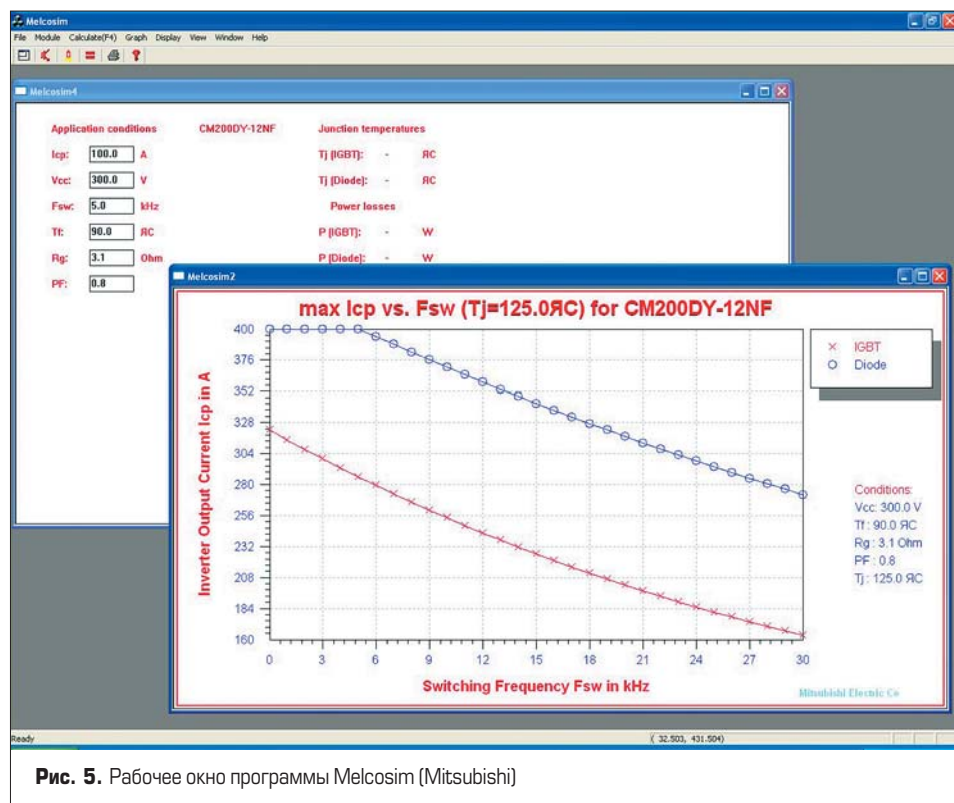 Melcosim
File Module Calculate(F4) Graph Display View Window Help
Melcosim4
Application conditions CM200DY-12NF Junction temperatures
Icp: 100.0 A Tj (IGBT): - ЯC
Vcc: 300.0 V Tj (Diode): - ЯC
Fsw: 5.0 kHz Power losses
Tf: 90.0 ЯC P (IGBT): - W
Rg: 3.1 Ohm P (Diode): - W
PF: 0.8
Melcosim2
max Icp vs. Fsw (Tj=125.0ЯC) for CM200DY-12NF
Inverter Output Current Icp in A
400
376
352
328
304
280
256
232
208
184
160
0 3 6 9 12 15 18 21 24 27 30
Switching Frequency Fsw in kHz
IGBT
Diode
Conditions:
Vcc: 300.0 V
Tf : 90.0 ЯC
Rg : 3.1 Ohm
PF : 0.8
Tj : 125.0 ЯC
Mitsubishi Electric Co
Ready ( 32.503, 431.504)
Рис. 5. Рабочее окно программы Melcosim (Mitsubishi)